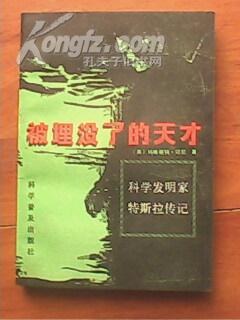 Kongfz.com
孔夫子旧书网
被埋没了的天才
(美) 玛格丽特·切尼 著
科学发明家
特斯拉传记
科学普及出版社